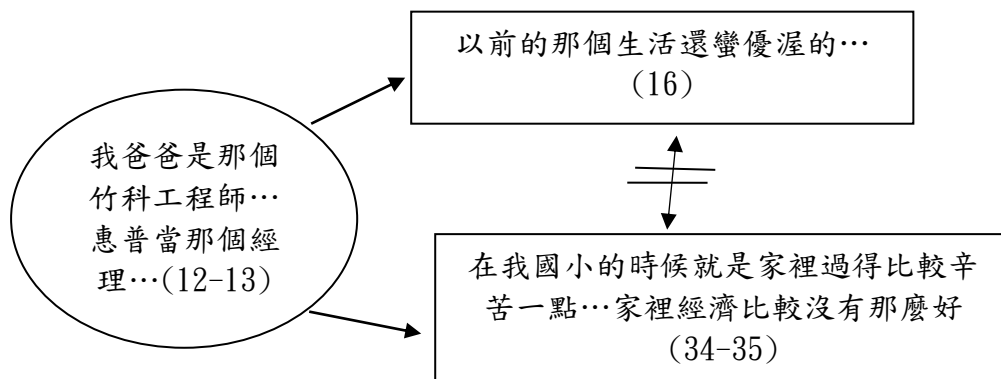 以前的那個生活還蠻優渥的…
(16)
我爸爸是那個
竹科工程師…
惠普當那個經
理…(12-13)
在我國小的時候就是家裡過得比較辛
苦一點…家裡經濟比較沒有那麼好
(34-35)